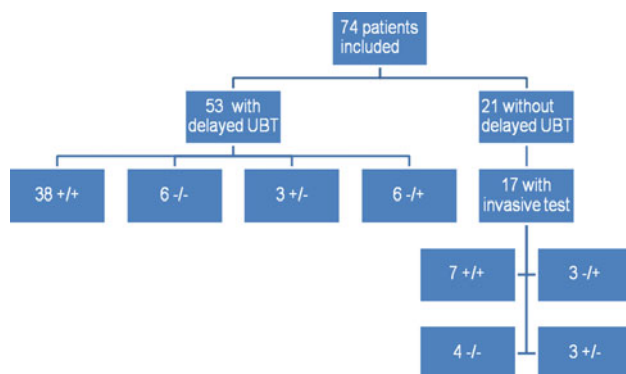 74 patients
included
53 with
delayed UBT
21 without
delayed UBT
38 +/+
6 -/-
3 +/-
6 -/+
17 with
invasive test
7 +/+
3 -/+
4 -/-
3 +/-